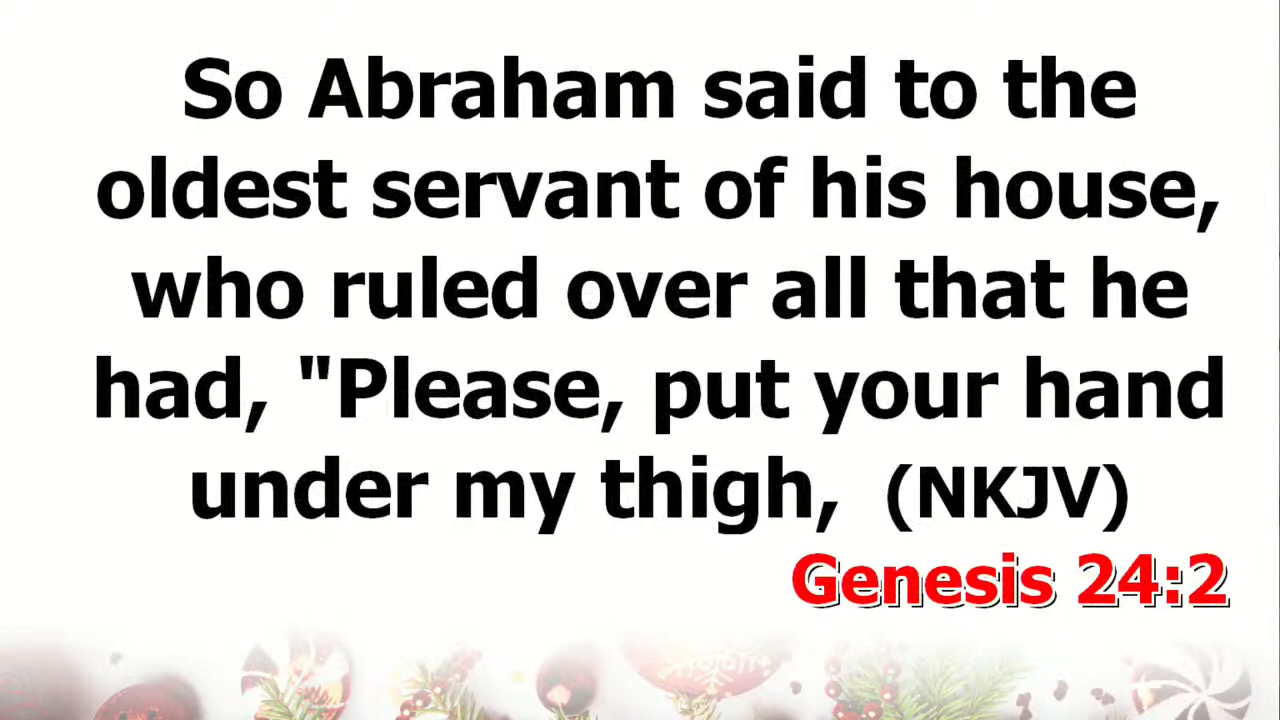 So Abraham said to the
oldest servant of his house,
who ruled over all that he
had, "Please, put your hand
under my thigh, (NKJV)
Genesis 24:2